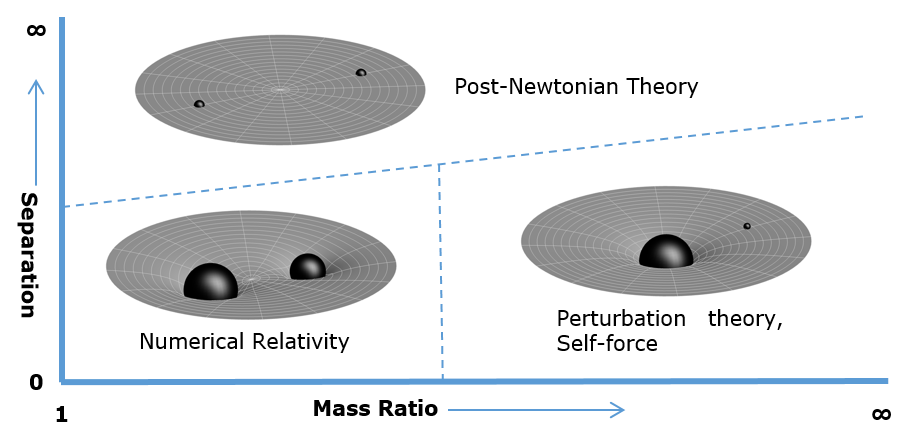 ∞
Post-Newtonian Theory
Separation
Numerical Relativity
Perturbation theory,
Self-force
0
1
Mass Ratio
∞